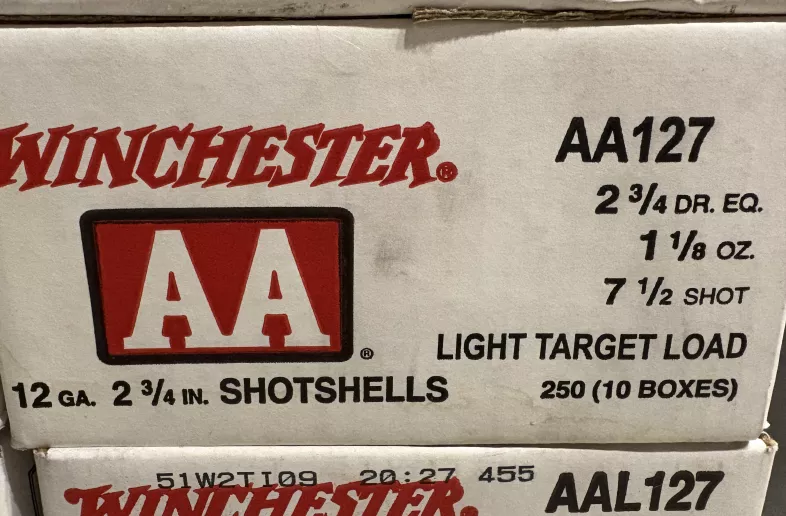 WINCHESTER®
AA127
2 3/4 DR. EQ.
1 1/8 OZ.
7 1/2 SHOT
AA®
LIGHT TARGET LOAD
12 GA. 2 3/4 IN. SHOTSHELLS
250 (10 BOXES)
51W2TI09 20:27 455
WINCHESTER.
AAL127